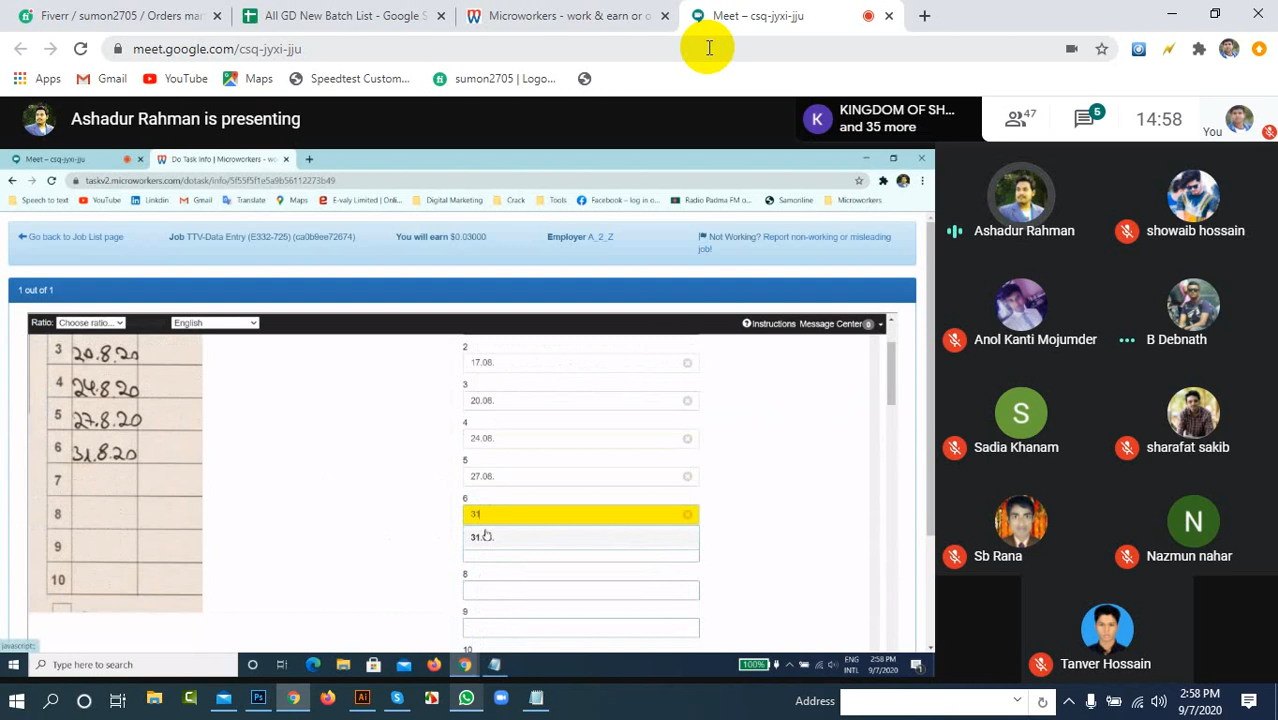 Fiverr / sumon2705 / Orders man
All GD New Batch List - Google S
Microworkers - work & earn or o
Meet – csq-jyxi-jju
meet.google.com/csq-jyxi-jju
Apps
Gmail
YouTube
Maps
Speedtest Custom...
sumon2705 | Logo...
Ashadur Rahman is presenting
K
KINGDOM OF SH...
and 35 more
47
5
14:58
You
Meet – csq-jyxi-jju
Do Task Info | Microworkers - wo
taskv2.microworkers.com/dotask/info/5f55f5f1e5a9b56112273b49
Speech to text
YouTube
Linkdin
Gmail
Translate
Maps
E-valy Limited | Onli...
Digital Marketing
Crack
Tools
Facebook – log in o...
Radio Padma FM o...
Samonline
Microworkers.
Go back to Job List page
Job TTV-Data Entry (E332-725) (ca0b9ee72674)
You will earn $0.03000
Employer A_2_Z
Not Working? Report non-working or misleading
job!
1 out of 1
Ratio:
Choose ratio...
English
Instructions
Message Center
0
3 20.8.20
4 24.8.20
5 27.8.20
6 31.8.20
7
8
9
10
2
17.08.
3
20.08.
4
24.08.
5
27.08.
6
31
8
9
10
javascript:;
Type here to search
100%
ENG
INTL
2:58 PM
9/7/2020
1
Ashadur Rahman
showaib hossain
Anol Kanti Mojumder
B Debnath
S
Sadia Khanam
sharafat sakib
Sb Rana
N
Nazmun nahar
Tanver Hossain
Address
2:58 PM
9/7/2020